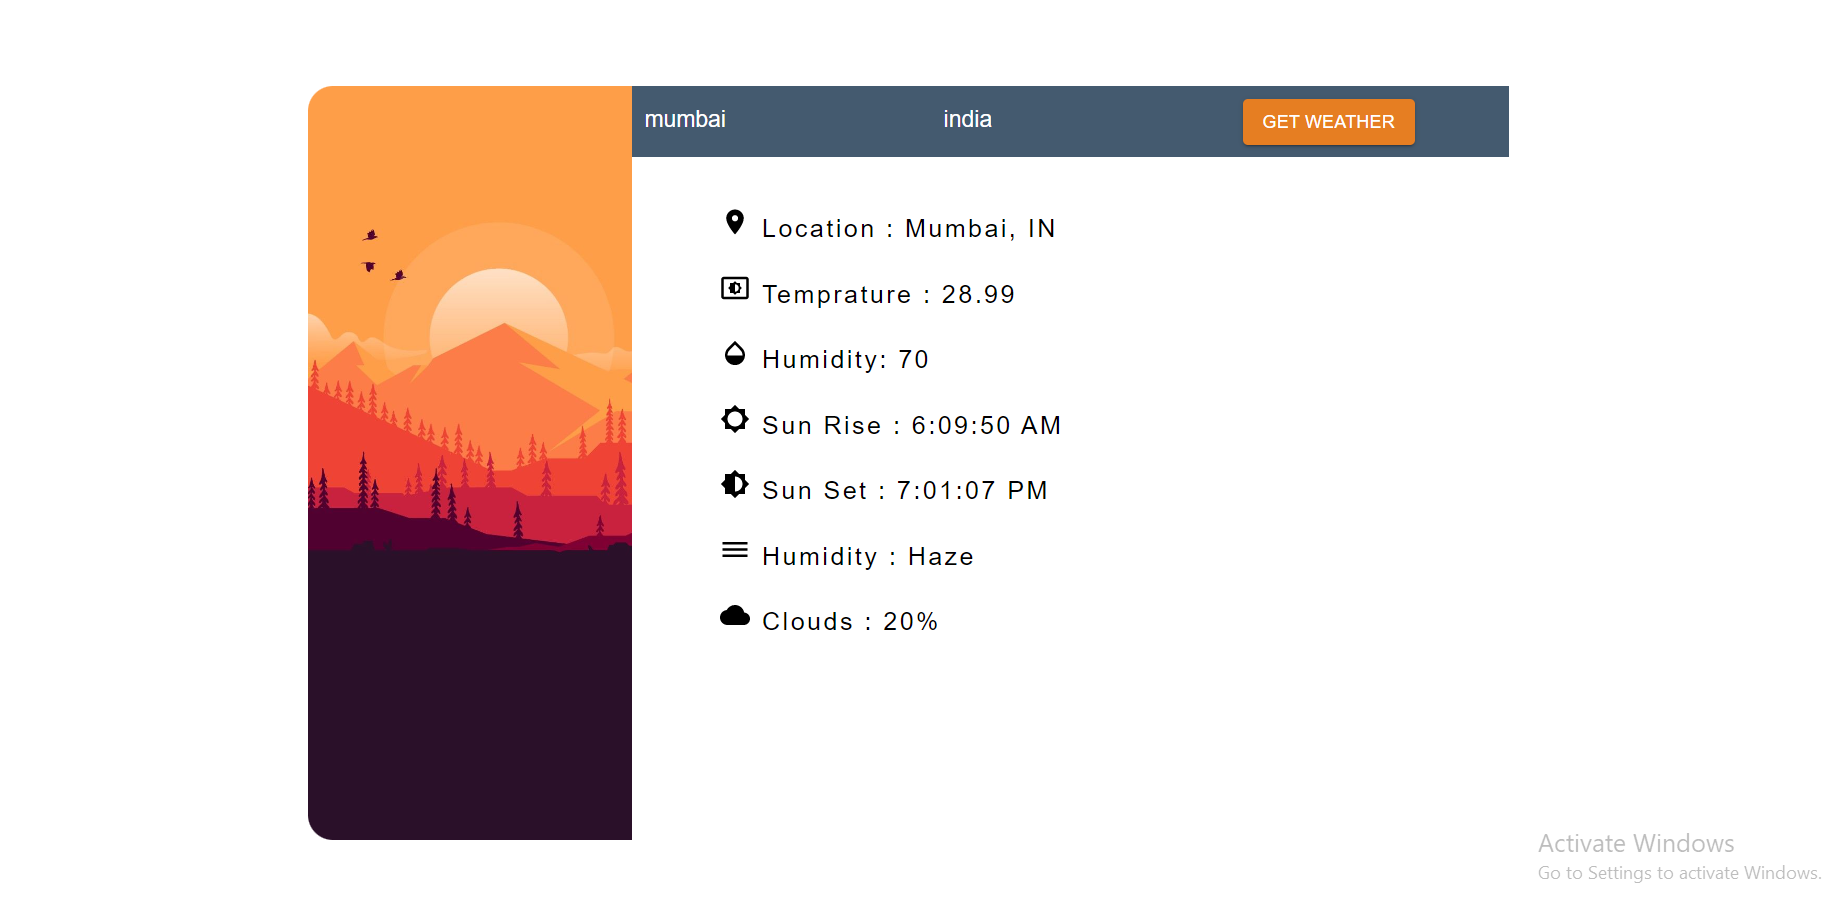 mumbai india GET WEATHER
Location : Mumbai, IN
Temprature : 28.99
Humidity: 70
Sun Rise : 6:09:50 AM
Sun Set : 7:01:07 PM
Humidity : Haze
Clouds : 20%
Activate Windows
Go to Settings to activate Windows.